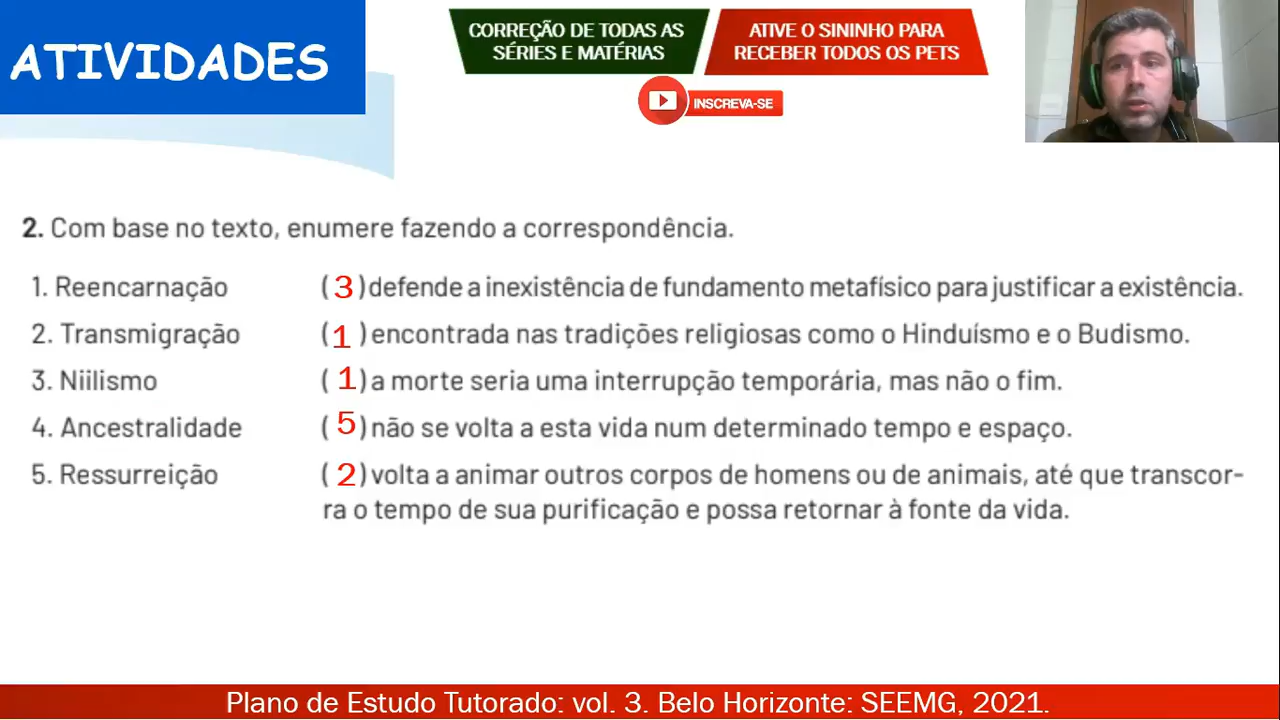 ATIVIDADES
CORREÇÃO DE TODAS AS
SÉRIES E MATÉRIAS
ATIVE O SININHO PARA
RECEBER TODOS OS PETS
INSCREVA-SE
2. Com base no texto, enumere fazendo a correspondência.
1. Reencarnação ( 3 ) defende a inexistência de fundamento metafísico para justificar a existência.
2. Transmigração ( 1 ) encontrada nas tradições religiosas como o Hinduísmo e o Budismo.
3. Niilismo ( 1 ) a morte seria uma interrupção temporária, mas não o fim.
4. Ancestralidade ( 5 ) não se volta a esta vida num determinado tempo e espaço.
5. Ressurreição ( 2 ) volta a animar outros corpos de homens ou de animais, até que transcor-
ra o tempo de sua purificação e possa retornar à fonte da vida.
Plano de Estudo Tutorado: vol. 3. Belo Horizonte: SEEMG, 2021.